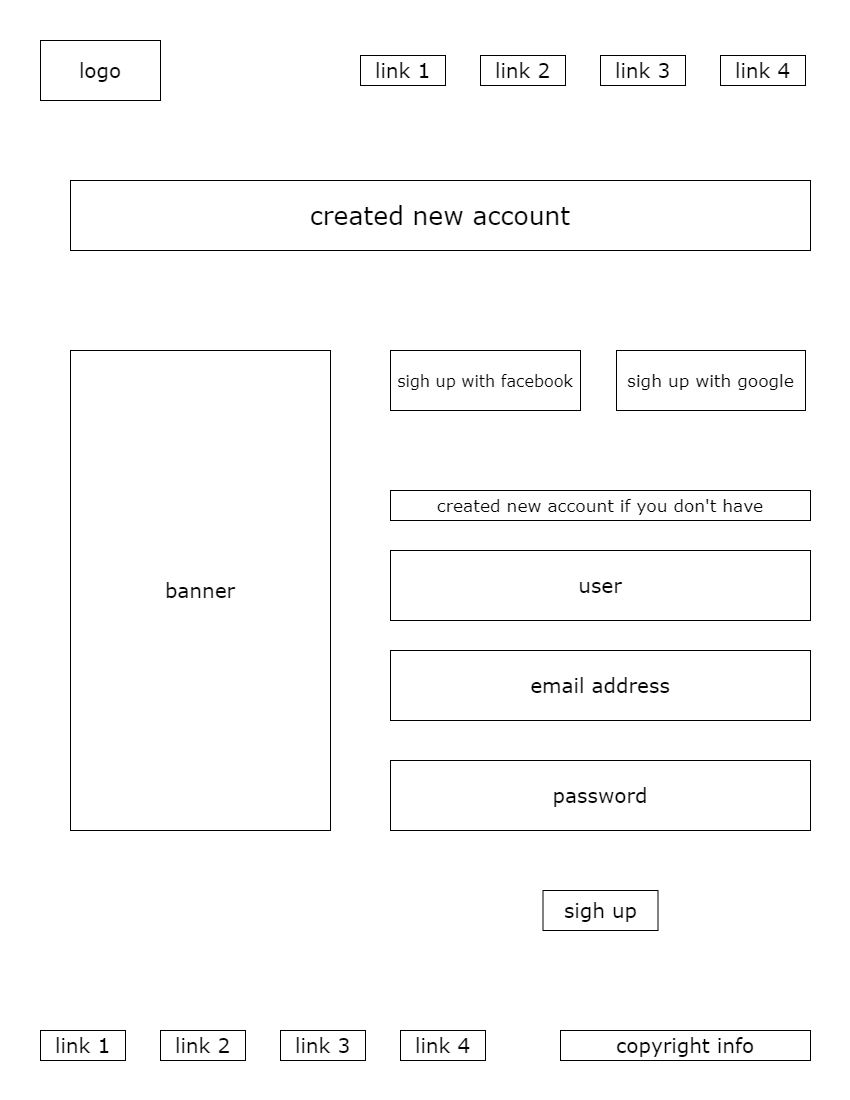 logo
link 1
link 2
link 3
link 4
created new account
banner
sigh up with facebook
sigh up with google
created new account if you don't have
user
email address
password
sigh up
link 1
link 2
link 3
link 4
copyright info